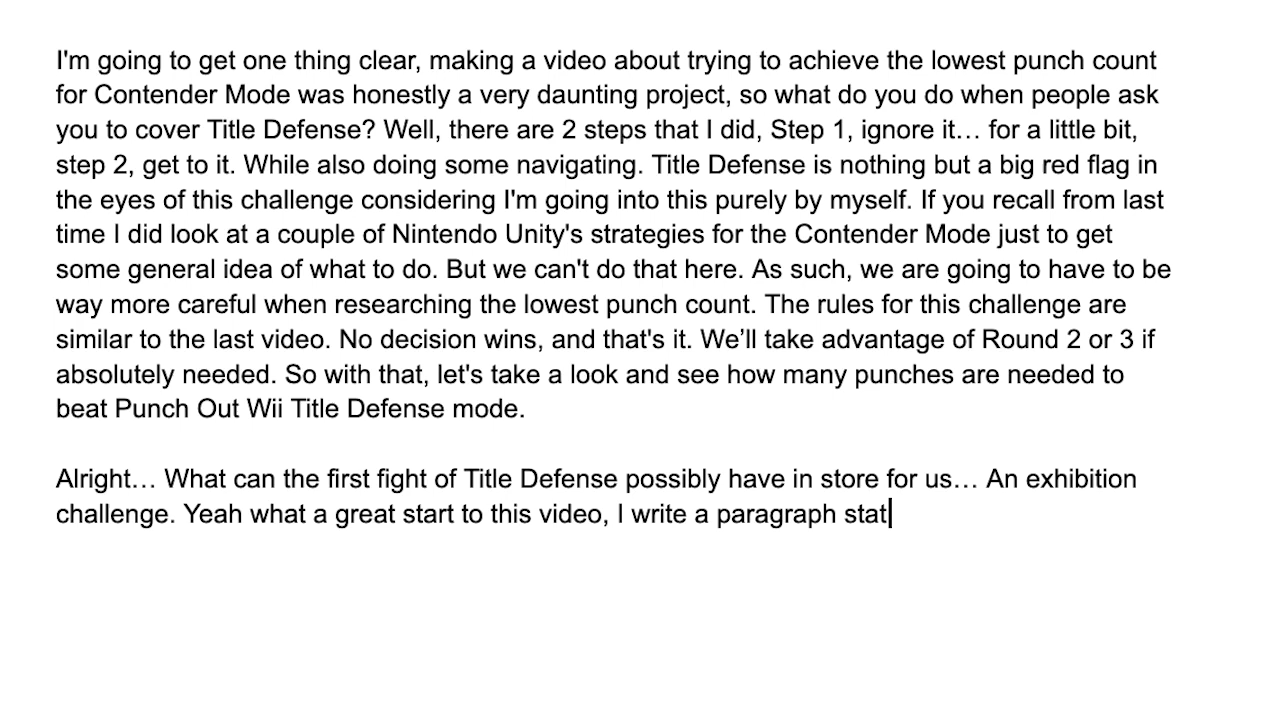 I'm going to get one thing clear, making a video about trying to achieve the lowest punch count
for Contender Mode was honestly a very daunting project, so what do you do when people ask
you to cover Title Defense? Well, there are 2 steps that I did, Step 1, ignore it… for a little bit,
step 2, get to it. While also doing some navigating. Title Defense is nothing but a big red flag in
the eyes of this challenge considering I'm going into this purely by myself. If you recall from last
time I did look at a couple of Nintendo Unity's strategies for the Contender Mode just to get
some general idea of what to do. But we can't do that here. As such, we are going to have to be
way more careful when researching the lowest punch count. The rules for this challenge are
similar to the last video. No decision wins, and that's it. We’ll take advantage of Round 2 or 3 if
absolutely needed. So with that, let's take a look and see how many punches are needed to
beat Punch Out Wii Title Defense mode.

Alright… What can the first fight of Title Defense possibly have in store for us… An exhibition
challenge. Yeah what a great start to this video, I write a paragraph stat